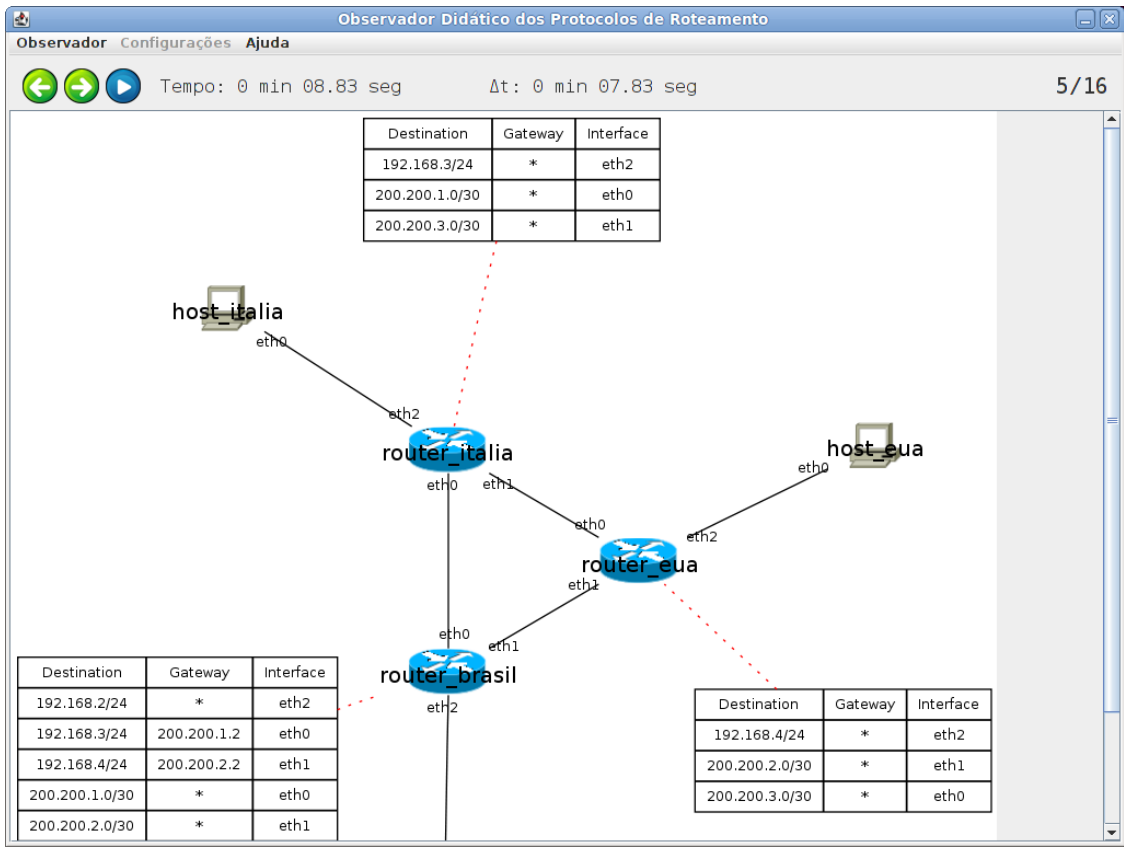 Observador Didático dos Protocolos de Roteamento
Observador Configurações Ajuda
Tempo: 0 min 08.83 seg Δt: 0 min 07.83 seg 5/16
Destination Gateway Interface
192.168.3/24 * eth2
200.200.1.0/30 * eth0
200.200.3.0/30 * eth1
host_italia
eth0
eth2
router_italia
eth0 eth1
host_eua
eth0
eth0
eth2
router_eua
eth1
eth0
eth1
router_brasil
eth2
Destination Gateway Interface
192.168.2/24 * eth2
192.168.3/24 200.200.1.2 eth0
192.168.4/24 200.200.2.2 eth1
200.200.1.0/30 * eth0
200.200.2.0/30 * eth1
Destination Gateway Interface
192.168.4/24 * eth2
200.200.2.0/30 * eth1
200.200.3.0/30 * eth0